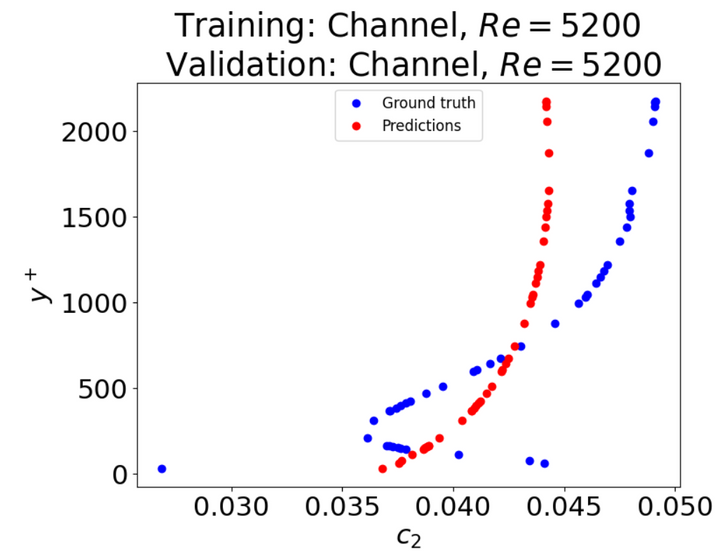 Training: Channel, Re = 5200
Validation: Channel, Re = 5200
Ground truth
Predictions
2000
1500
1000
500
0
y⁺
0.030 0.035 0.040 0.045 0.050
c₂